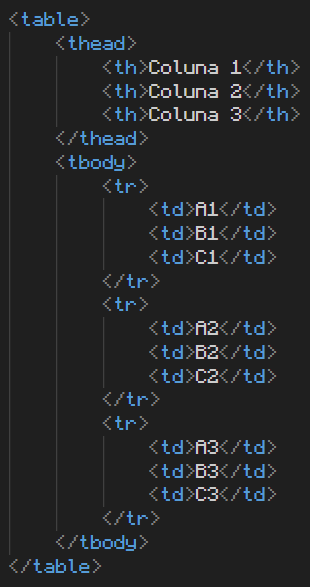 <table>
<thead>
<th>Coluna 1</th>
<th>Coluna 2</th>
<th>Coluna 3</th>
</thead>
<tbody>
<tr>
<td>A1</td>
<td>B1</td>
<td>C1</td>
</tr>
<tr>
<td>A2</td>
<td>B2</td>
<td>C2</td>
</tr>
<tr>
<td>A3</td>
<td>B3</td>
<td>C3</td>
</tr>
</tbody>
</table>